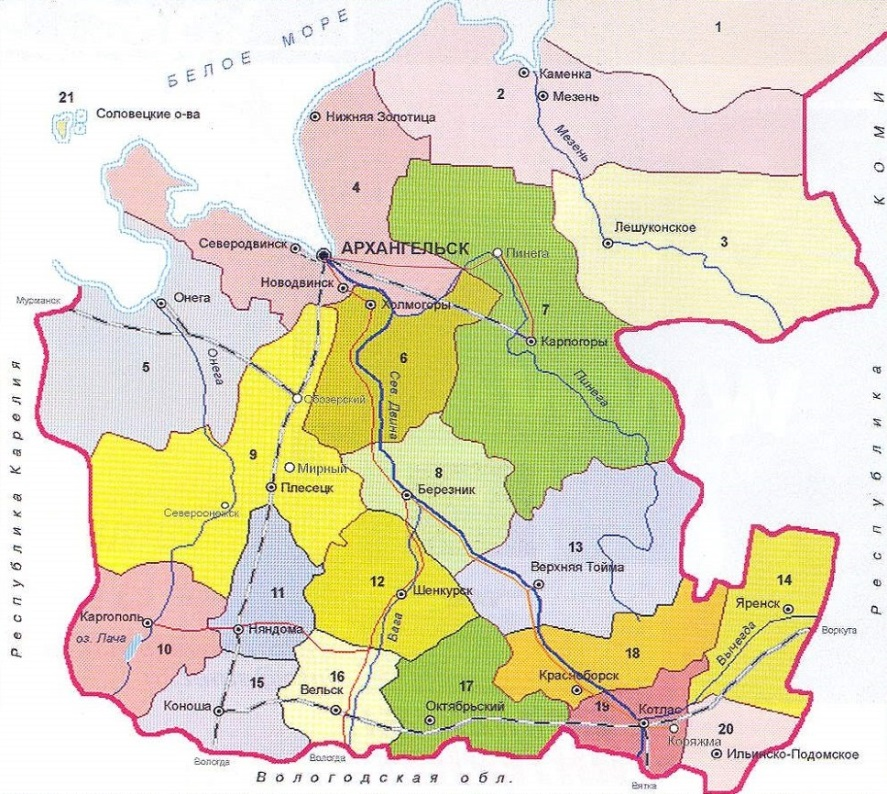 БЕЛОЕ МОРЕ
1
21
Соловецкие о-ва
2
Каменка
Мезень
Мезень
Нижняя Золотица
4
КОМИ
Лешуконское
3
Северодвинск
АРХАНГЕЛЬСК
Пинега
Новодвинск
Холмогоры
Мурманск
Онега
7
Карпогоры
6
5
Онега
Сев Двина
Пинега
Обозерский
Республика Карелия
Республика
9
Мирный
8
Плесецк
Березник
Североонежск
13
Верхняя Тойма
14
11
12
Шенкурск
Яренск
Каргополь
оз. Лача
10
Няндома
Вага
Вычегда
Воркута
18
15
16
Вельск
17
Красноборск
Коноша
Октябрьский
19
Котлас
Коряжма
20
Ильинско-Подомское
Вологда
Вологда
Вологодская обл.
Вятка